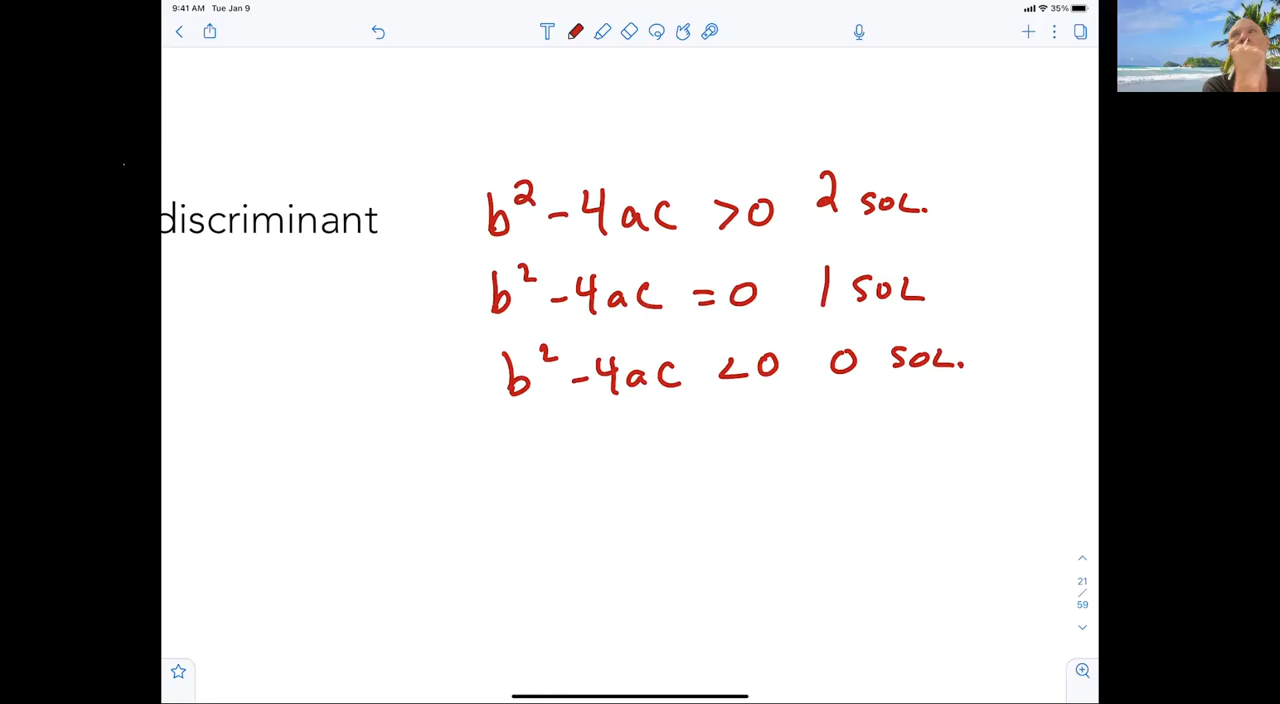 9:41 AM Tue Jan 9
35%
T
discriminant
b² - 4ac > 0 2 sol.
b² - 4ac = 0 1 sol
b² - 4ac < 0 0 sol.
21
/
59